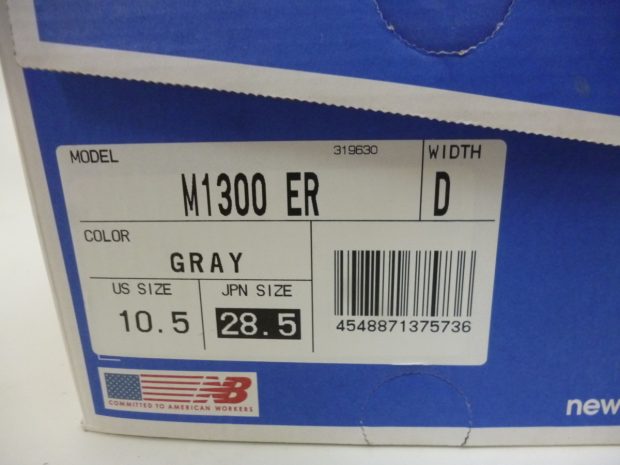 MODEL 319630 WIDTH
M1300 ER D
COLOR
GRAY
US SIZE JPN SIZE
10.5 28.5
4548871375736
NB
COMMITTED TO AMERICAN WORKERS
new